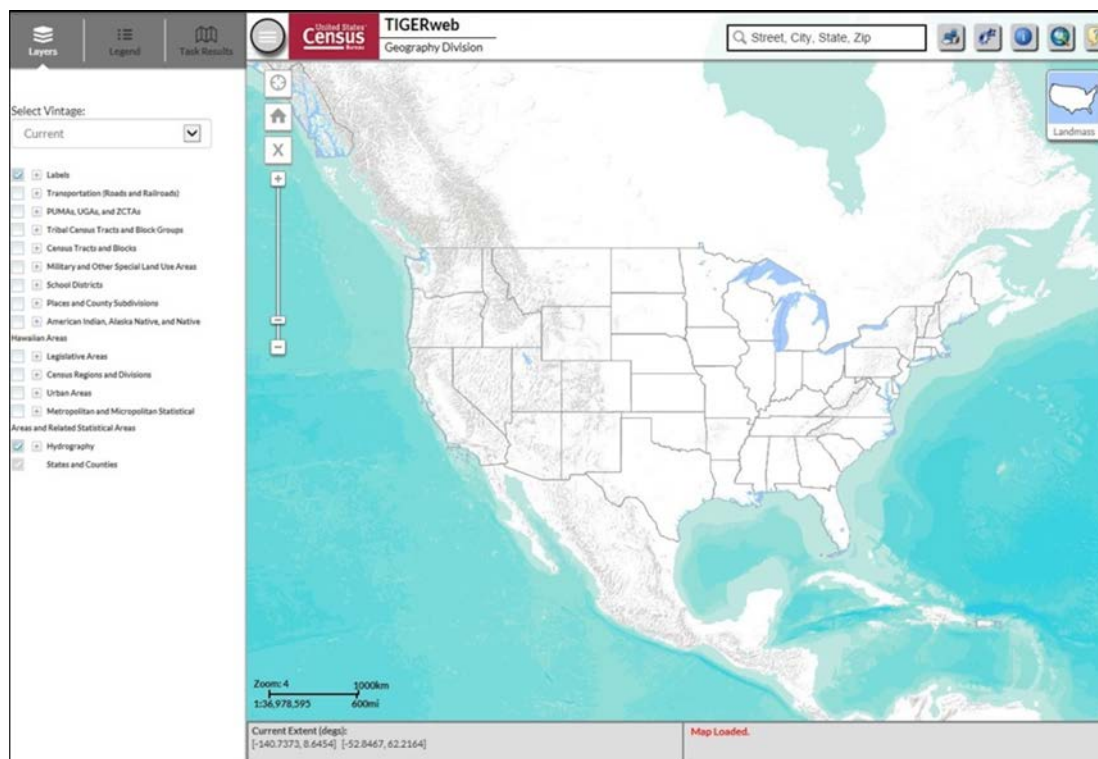 Layers
Legend
Task Results
United States®
Census
Bureau
TIGERweb
Geography Division
Street, City, State, Zip
Select Vintage:
Current
Labels
Transportation (Roads and Railroads)
PUMAs, UGAs, and ZCTAs
Tribal Census Tracts and Block Groups
Census Tracts and Blocks
Military and Other Special Land Use Areas
School Districts
Places and County Subdivisions
American Indian, Alaska Native, and Native
Hawaiian Areas
Legislative Areas
Census Regions and Divisions
Urban Areas
Metropolitan and Micropolitan Statistical
Areas and Related Statistical Areas
Hydrography
States and Counties
X
Landmass
Zoom: 4
1000km
1:36,978,595
600mi
Current Extent (degs):
[-140.7373, 8.6454] [-52.8467, 62.2164]
Map Loaded.